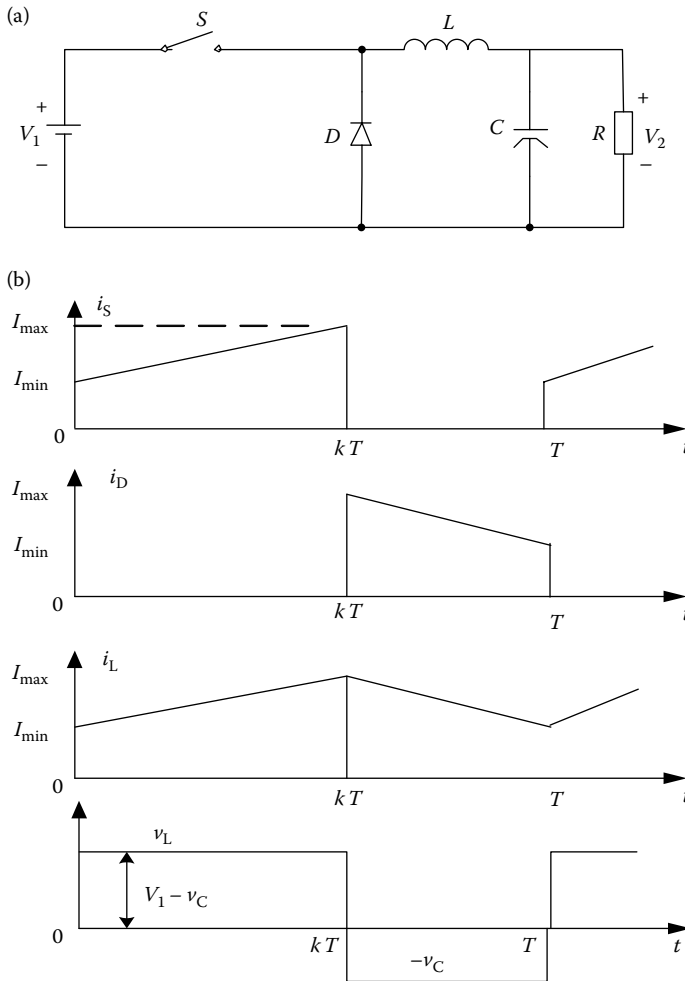 (a)
S
L
+
V1
−
D
C
R
+
V2
−
(b)
iS
Imax
Imin
0
kT
T
t
iD
Imax
Imin
0
kT
T
t
iL
Imax
Imin
0
kT
T
t
vL
V1 − vC
0
kT
T
t
−vC